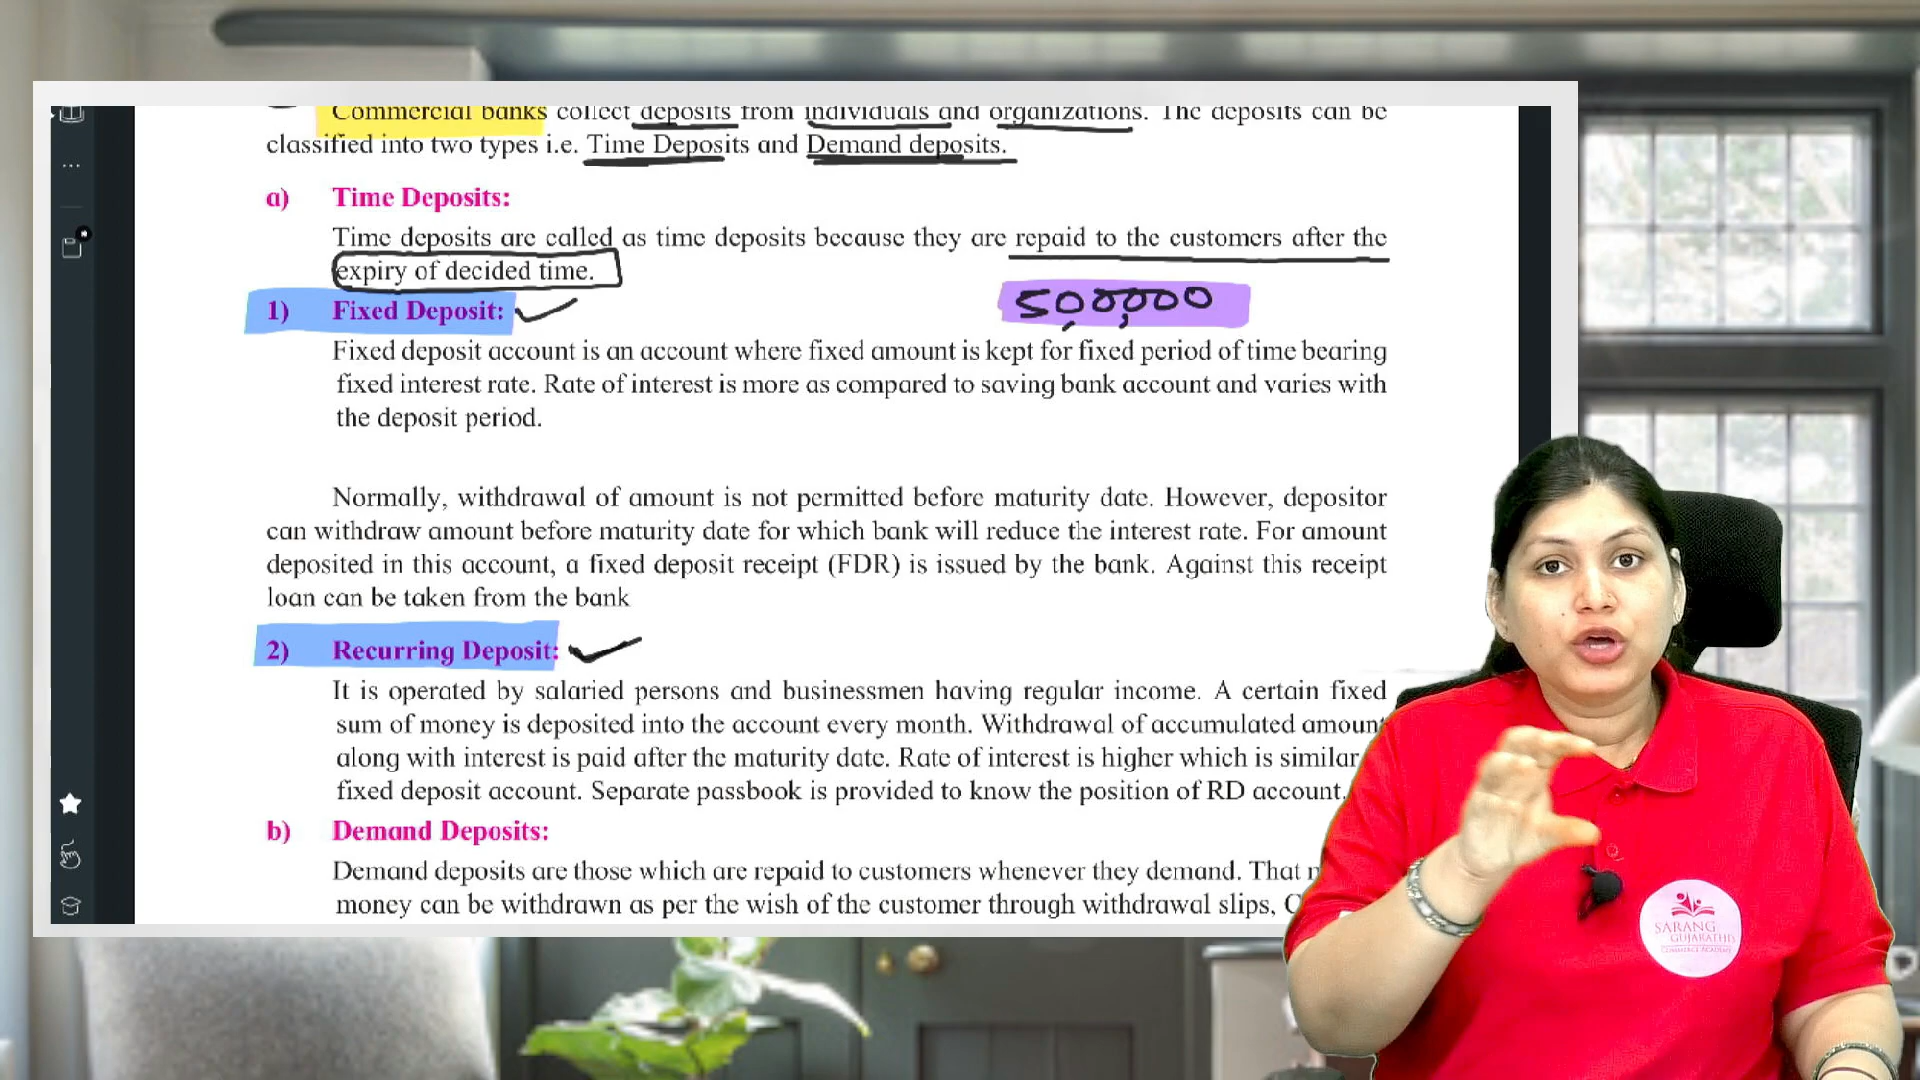 Commercial banks collect deposits from individuals and organizations. The deposits can be
classified into two types i.e. Time Deposits and Demand deposits.
a) Time Deposits:
Time deposits are called as time deposits because they are repaid to the customers after the
expiry of decided time.
1) Fixed Deposit:
5,00,000
Fixed deposit account is an account where fixed amount is kept for fixed period of time bearing
fixed interest rate. Rate of interest is more as compared to saving bank account and varies with
the deposit period.
Normally, withdrawal of amount is not permitted before maturity date. However, depositor
can withdraw amount before maturity date for which bank will reduce the interest rate. For amount
deposited in this account, a fixed deposit receipt (FDR) is issued by the bank. Against this receipt
loan can be taken from the bank
2) Recurring Deposit:
It is operated by salaried persons and businessmen having regular income. A certain fixed
sum of money is deposited into the account every month. Withdrawal of accumulated amount
along with interest is paid after the maturity date. Rate of interest is higher which is similar
fixed deposit account. Separate passbook is provided to know the position of RD account.
b) Demand Deposits:
Demand deposits are those which are repaid to customers whenever they demand. That
money can be withdrawn as per the wish of the customer through withdrawal slips,
SARANG
GUJARATHI'S
COMMERCE ACADEMY